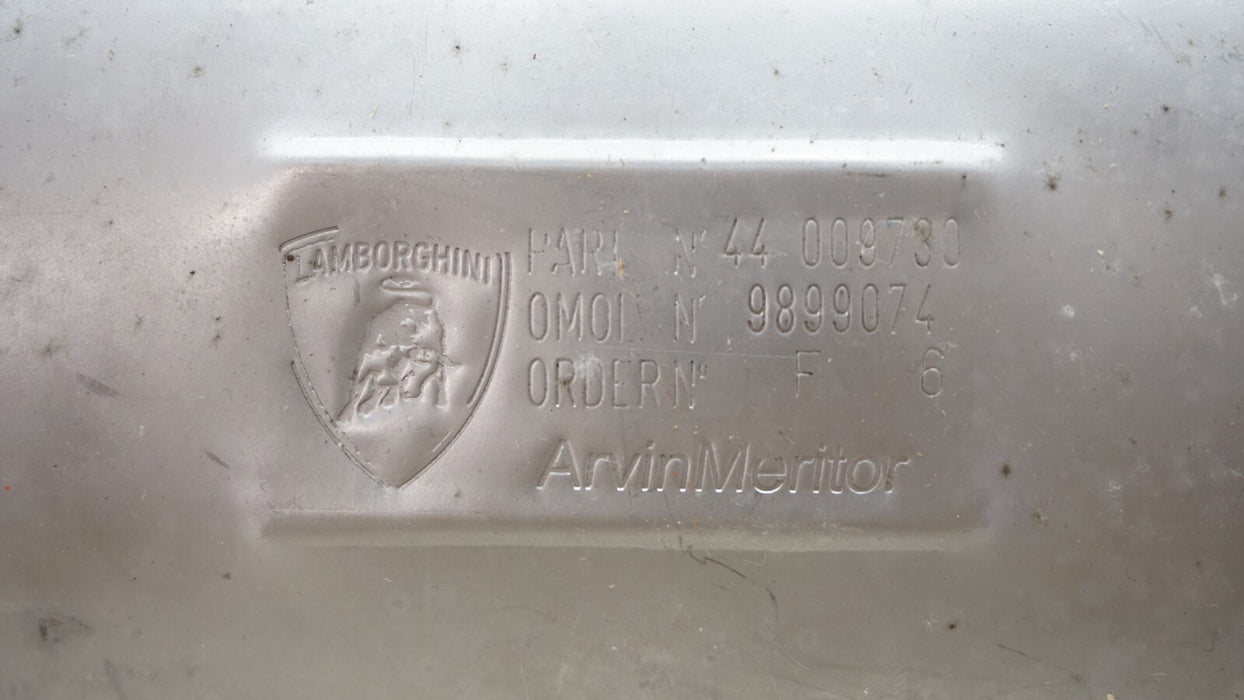 LAMBORGHINI
PART N° 44 009730
OMOL N° 9899074
ORDER N° F 6
ArvinMeritor